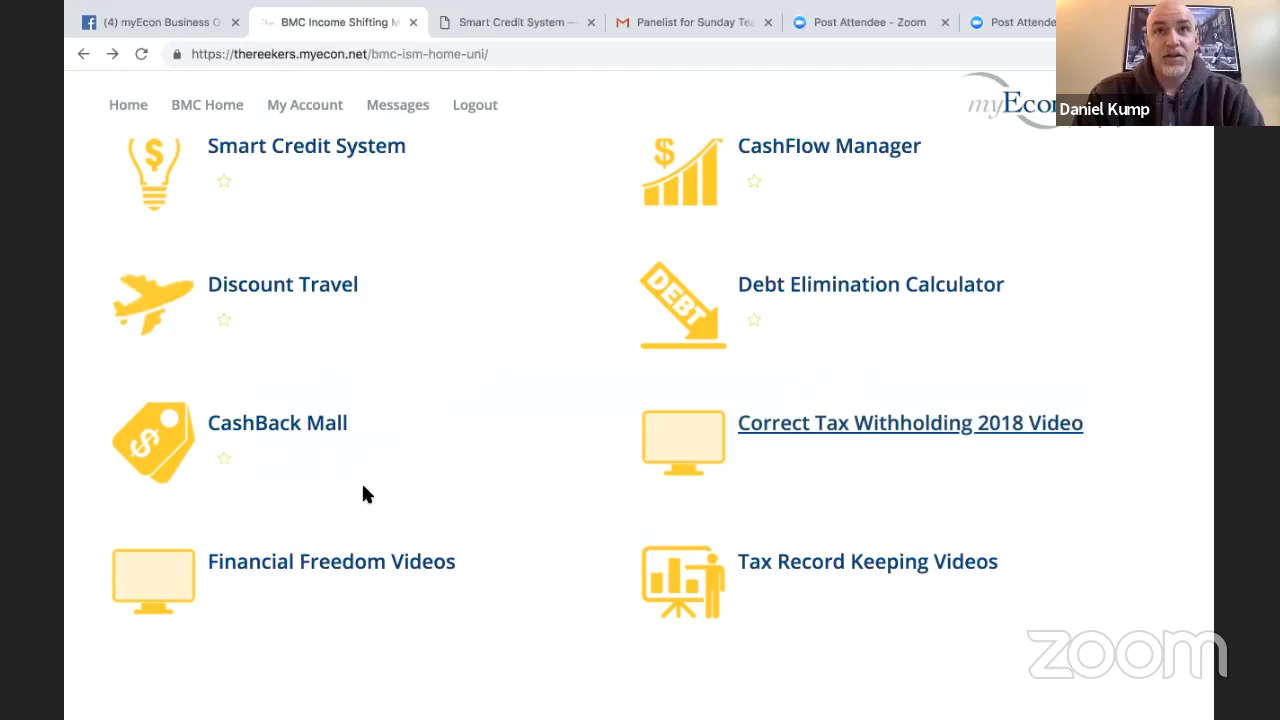 (4) myEcon Business O
BMC Income Shifting M
Smart Credit System —
Panelist for Sunday Tea
Post Attendee - Zoom
Post Attende
https://thereekers.myecon.net/bmc-ism-home-uni/
Home BMC Home My Account Messages Logout
myEcon
Daniel Kump
$
Smart Credit System
$
CashFlow Manager
Discount Travel
DEBT
Debt Elimination Calculator
$
CashBack Mall
Correct Tax Withholding 2018 Video
Financial Freedom Videos
Tax Record Keeping Videos
zoom